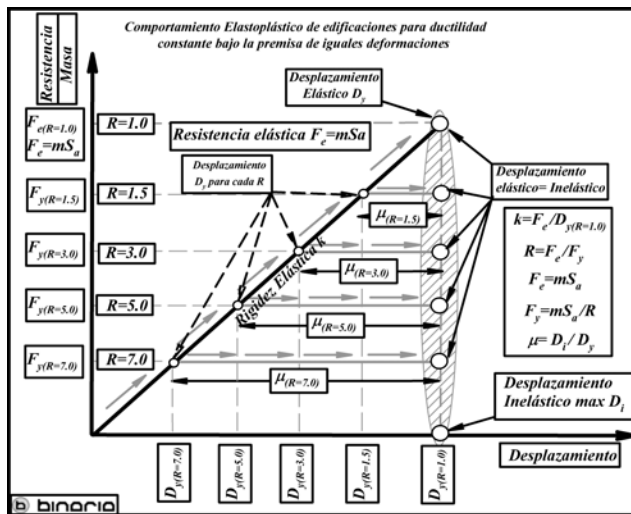 Comportamiento Elastoplástico de edificaciones para ductilidad
constante bajo la premisa de iguales deformaciones
Resistencia
Masa
Desplazamiento
Elástico Dy
Fe(R=1.0)
Fe=mSa
R=1.0
Resistencia elástica Fe=mSa
Desplazamiento
Dy para cada R
Desplazamiento
elástico= Inelástico
Fy(R=1.5)
R=1.5
μ(R=1.5)
k=Fe/Dy(R=1.0)
R=Fe/Fy
Fe=mSa
Fy=mSa/R
μ=Di/Dy
Fy(R=3.0)
R=3.0
μ(R=3.0)
Rigidez Elástica k
Fy(R=5.0)
R=5.0
μ(R=5.0)
Fy(R=7.0)
R=7.0
μ(R=7.0)
Desplazamiento
Inelástico max Di
Desplazamiento
Dy(R=7.0)
Dy(R=5.0)
Dy(R=3.0)
Dy(R=1.5)
Dy(R=1.0)
b binaria